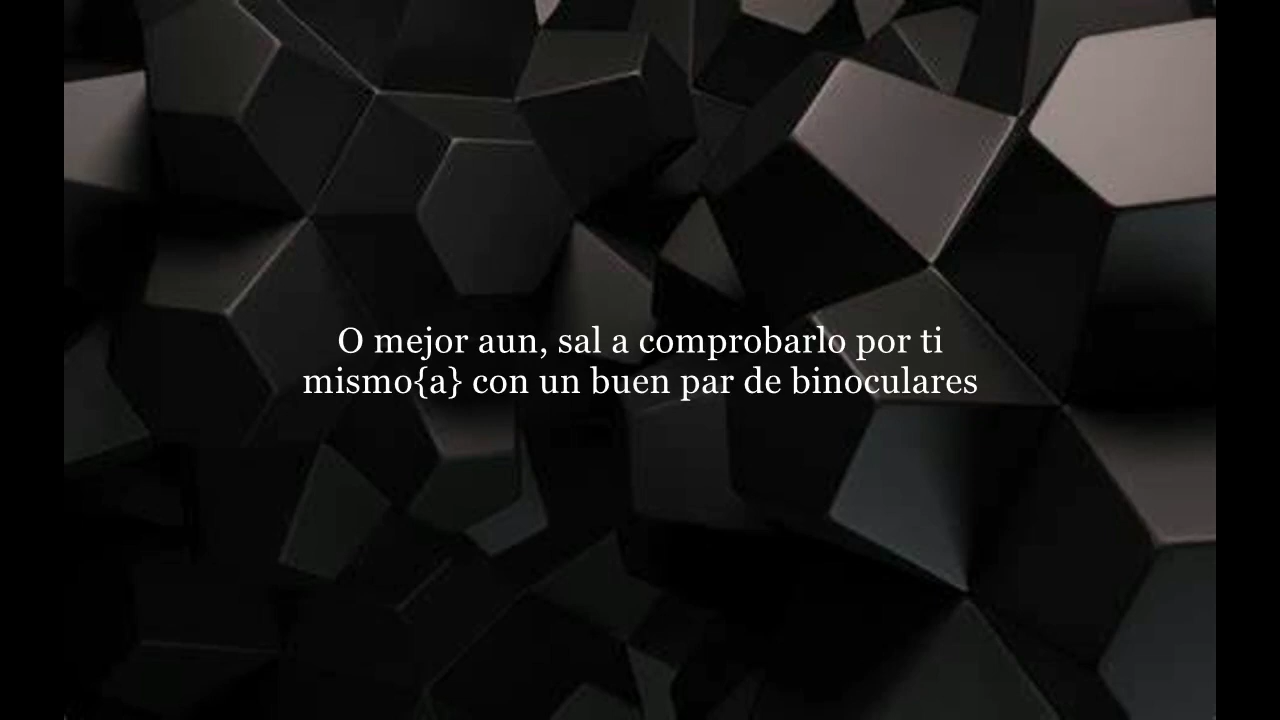 O mejor aun, sal a comprobarlo por ti
mismo{a} con un buen par de binoculares